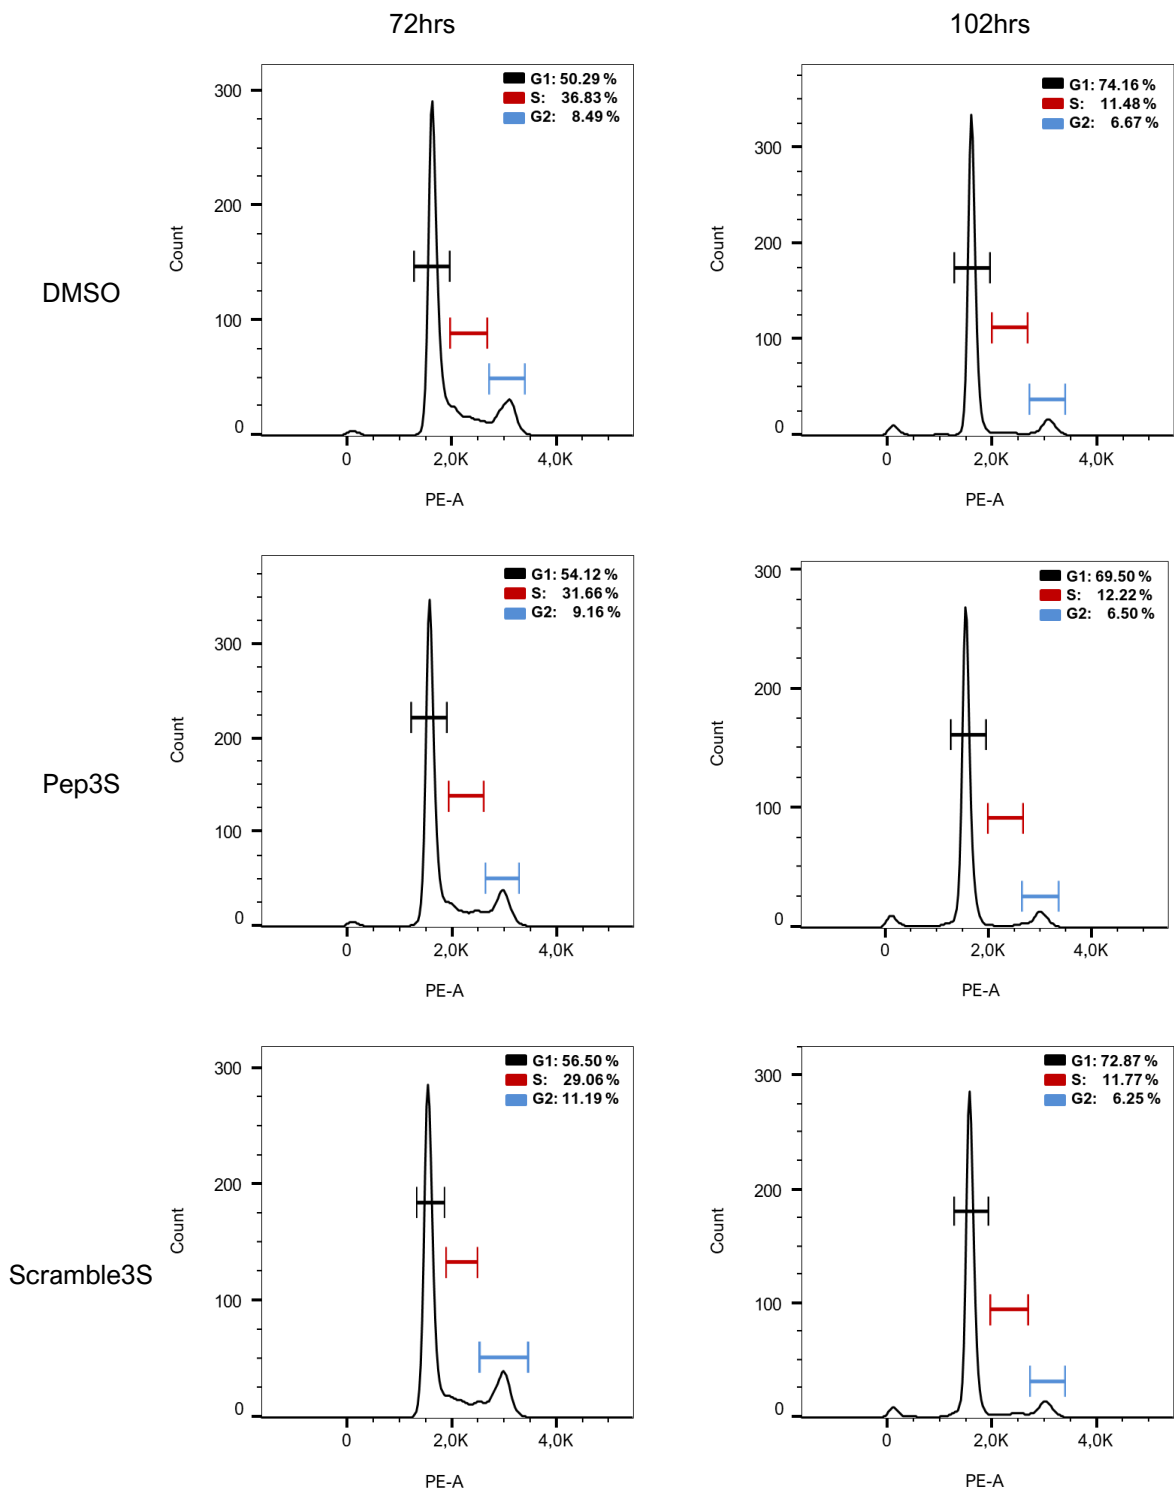 72hrs
102hrs
DMSO
G1: 50.29 %
S: 36.83 %
G2: 8.49 %
300
200
100
0
Count
0
2,0K
4,0K
PE-A
G1: 74.16 %
S: 11.48 %
G2: 6.67 %
300
200
100
0
Count
0
2,0K
4,0K
PE-A
Pep3S
G1: 54.12 %
S: 31.66 %
G2: 9.16 %
300
200
100
0
Count
0
2,0K
4,0K
PE-A
G1: 69.50 %
S: 12.22 %
G2: 6.50 %
300
200
100
0
Count
0
2,0K
4,0K
PE-A
Scramble3S
G1: 56.50 %
S: 29.06 %
G2: 11.19 %
300
200
100
0
Count
0
2,0K
4,0K
PE-A
G1: 72.87 %
S: 11.77 %
G2: 6.25 %
300
200
100
0
Count
0
2,0K
4,0K
PE-A